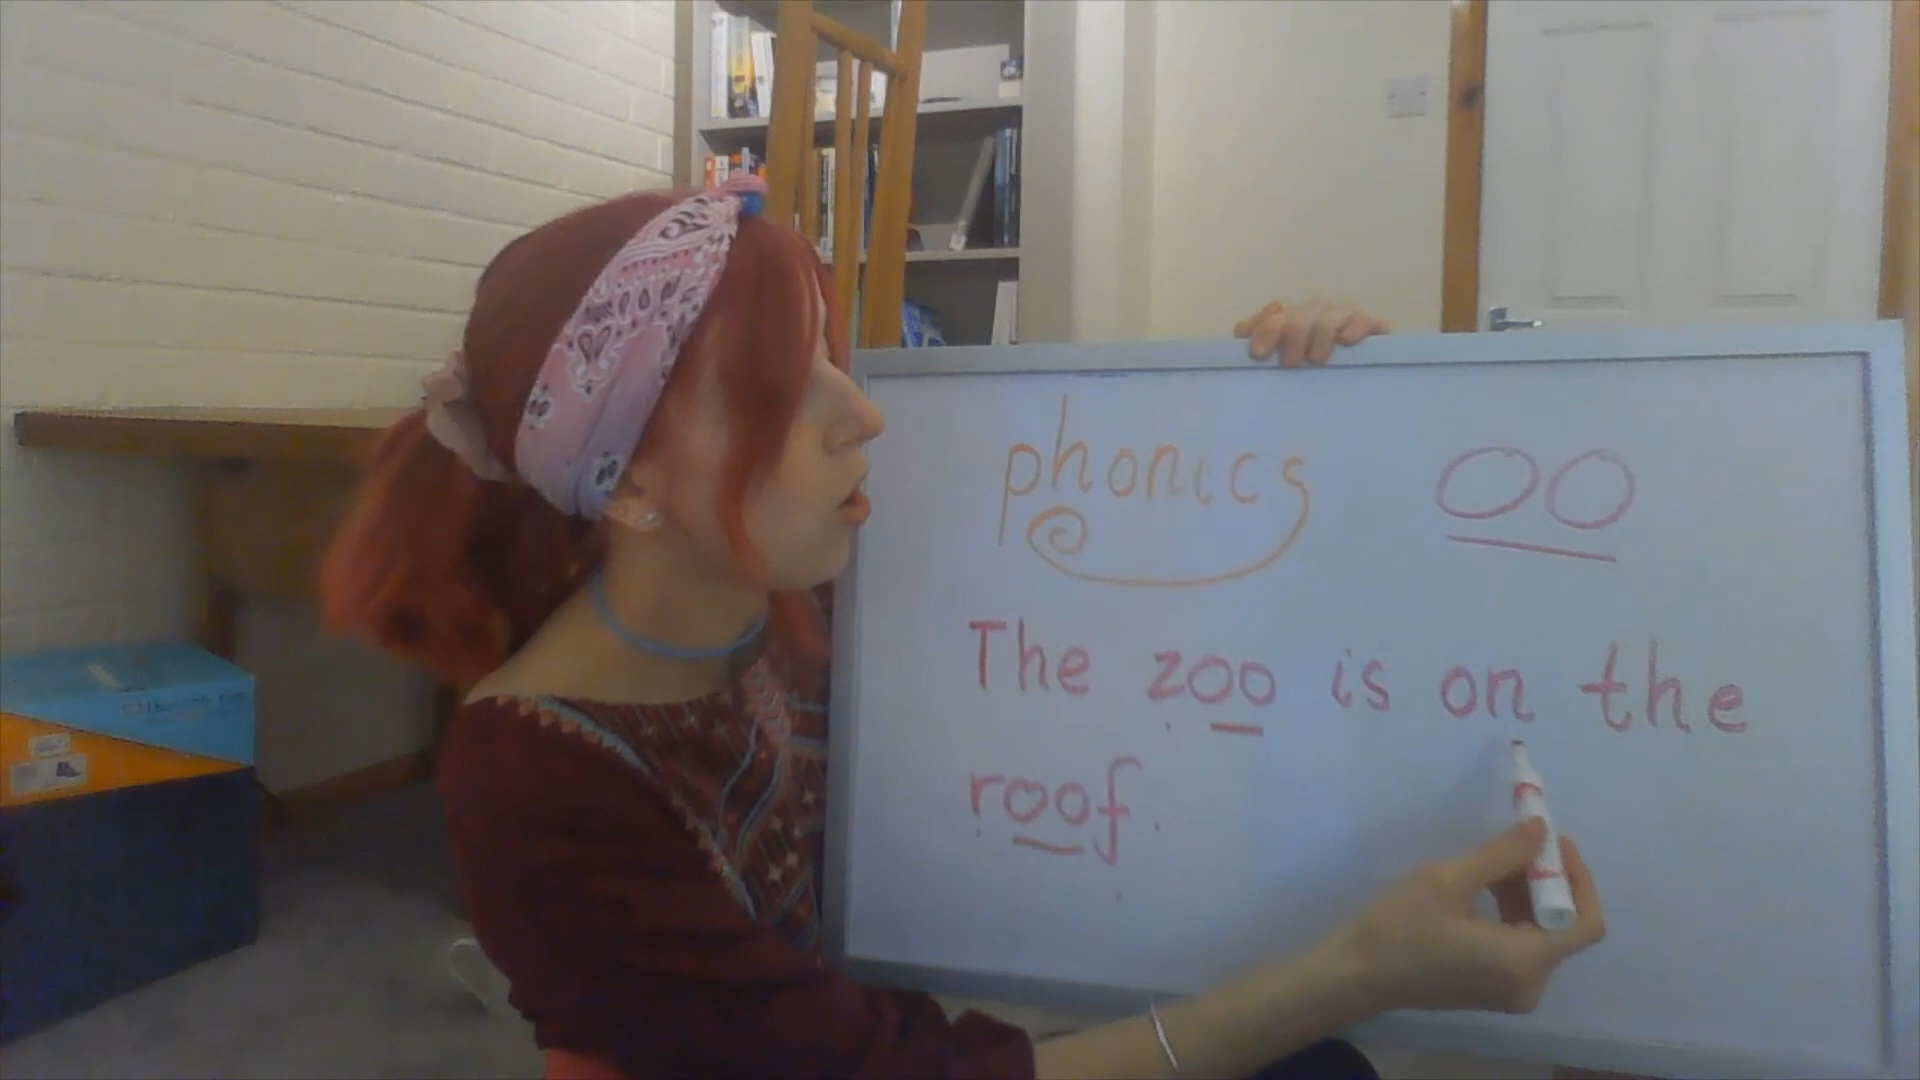 phonics oo
The zoo is on the
roof.